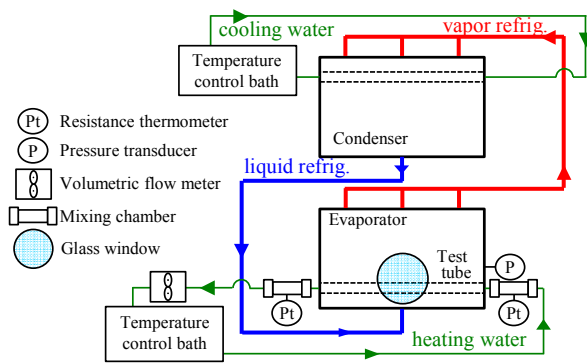 cooling water
vapor refrig.
Temperature
control bath
Condenser
Pt Resistance thermometer
P Pressure transducer
Volumetric flow meter
Mixing chamber
Glass window
liquid refrig.
Evaporator
Test
tube
P
Pt
Pt
Temperature
control bath
heating water